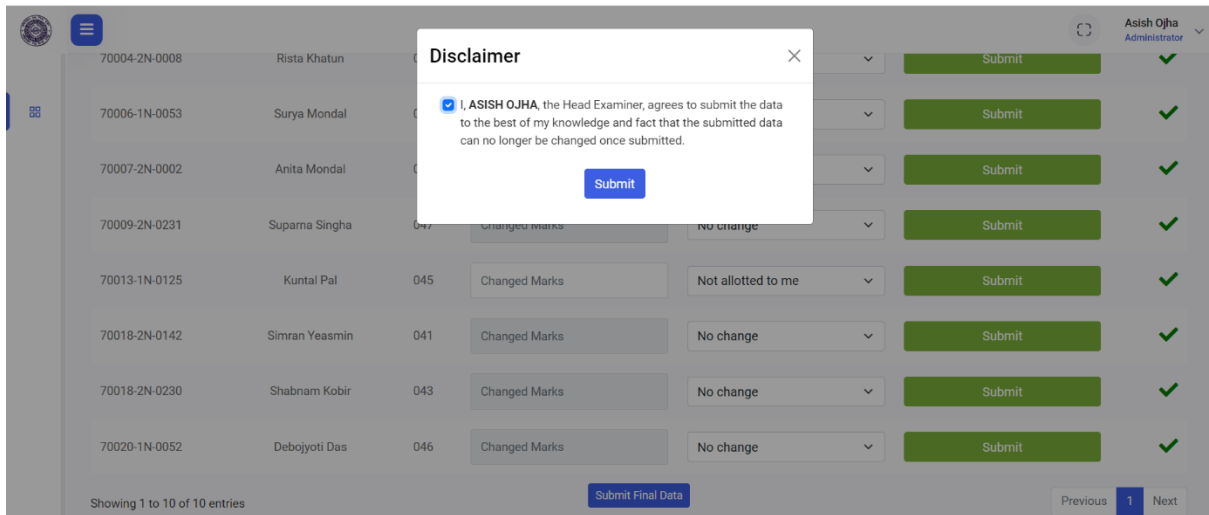 Asish Ojha
Administrator
Disclaimer
I, ASISH OJHA, the Head Examiner, agrees to submit the data
to the best of my knowledge and fact that the submitted data
can no longer be changed once submitted.
Submit
70004-2N-0008 Rista Khatun Submit
70006-1N-0053 Surya Mondal Submit
70007-2N-0002 Anita Mondal Submit
70009-2N-0231 Suparna Singha 047 Changed Marks No change Submit
70013-1N-0125 Kuntal Pal 045 Changed Marks Not allotted to me Submit
70018-2N-0142 Simran Yeasmin 041 Changed Marks No change Submit
70018-2N-0230 Shabnam Kobir 043 Changed Marks No change Submit
70020-1N-0052 Debojyoti Das 046 Changed Marks No change Submit
Showing 1 to 10 of 10 entries Submit Final Data Previous 1 Next